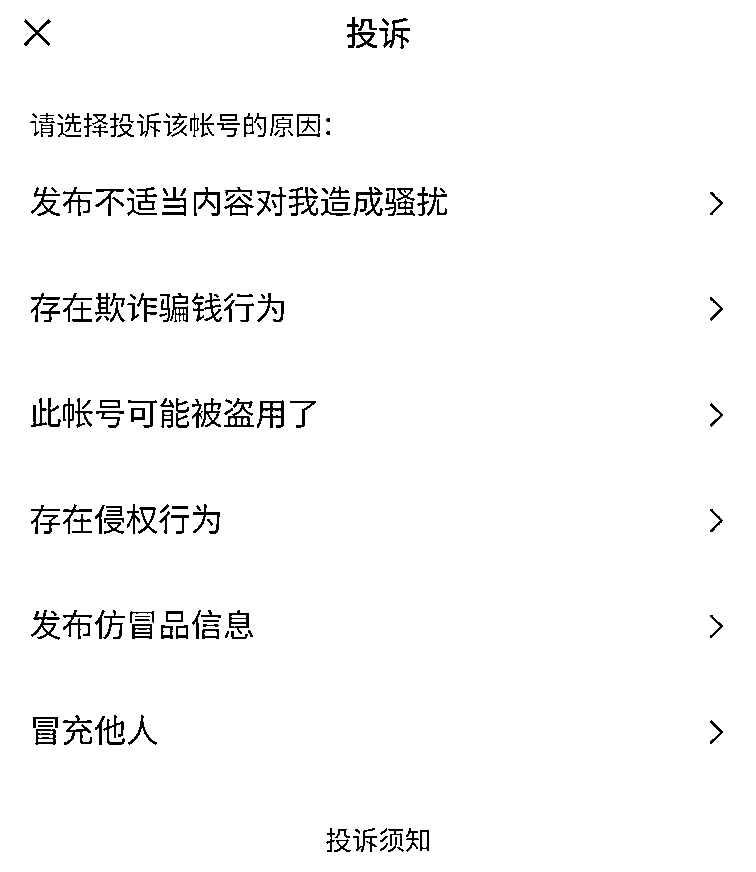 投诉
请选择投诉该帐号的原因：
发布不适当内容对我造成骚扰
存在欺诈骗钱行为
此帐号可能被盗用了
存在侵权行为
发布仿冒品信息
冒充他人
投诉须知